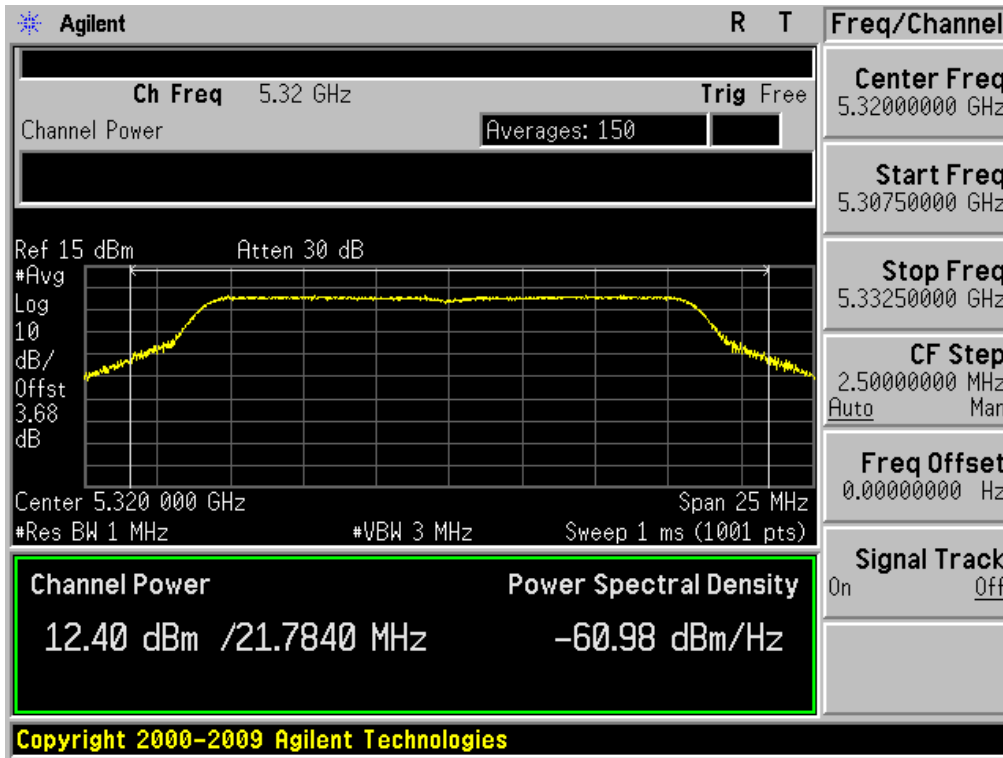 Agilent R T
Ch Freq 5.32 GHz Trig Free
Channel Power Averages: 150
Ref 15 dBm Atten 30 dB
#Avg
Log
10
dB/
Offst
3.68
dB
Center 5.320 000 GHz Span 25 MHz
#Res BW 1 MHz #VBW 3 MHz Sweep 1 ms (1001 pts)
Channel Power Power Spectral Density
12.40 dBm /21.7840 MHz -60.98 dBm/Hz
Copyright 2000-2009 Agilent Technologies
Freq/Channel
Center Freq
5.32000000 GHz
Start Freq
5.30750000 GHz
Stop Freq
5.33250000 GHz
CF Step
2.50000000 MHz
Auto Man
Freq Offset
0.00000000 Hz
Signal Track
On Off